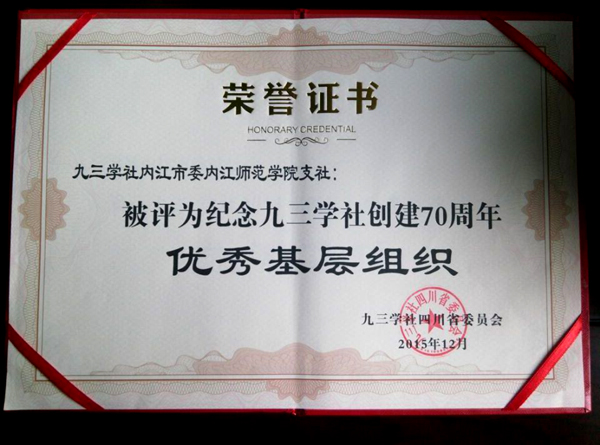 荣誉证书
HONORARY CREDENTIAL
九三学社内江市委内江师范学院支社：
被评为纪念九三学社创建70周年
优秀基层组织
九三学社四川省委员会
2015年12月